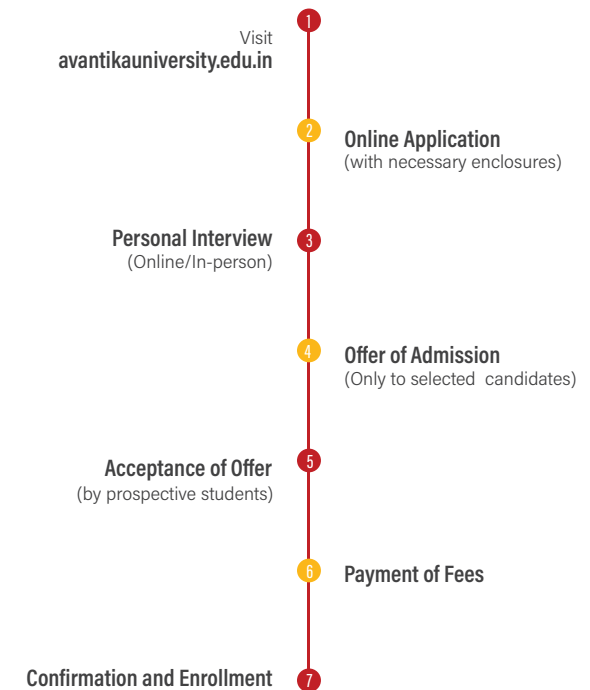 1
Visit
avantikauniversity.edu.in
2
Online Application
(with necessary enclosures)
3
Personal Interview
(Online/In-person)
4
Offer of Admission
(Only to selected candidates)
5
Acceptance of Offer
(by prospective students)
6
Payment of Fees
7
Confirmation and Enrollment